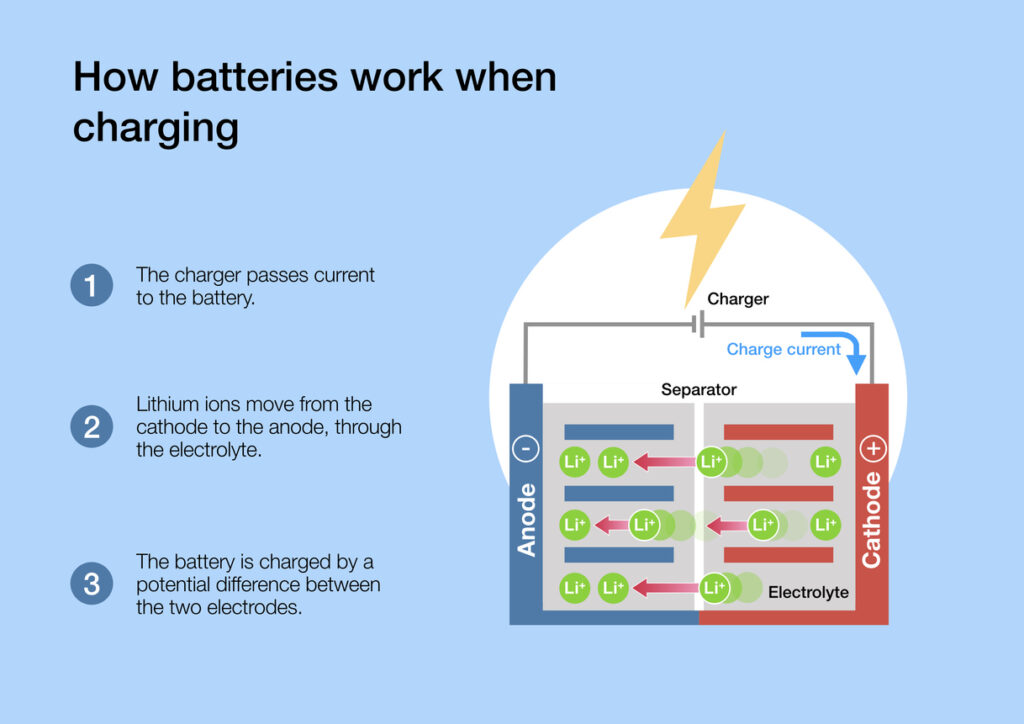 How batteries work when
charging
1
The charger passes current
to the battery.
2
Lithium ions move from the
cathode to the anode, through
the electrolyte.
3
The battery is charged by a
potential difference between
the two electrodes.
Charger
Charge current
Separator
Anode
-
Cathode
+
Li+ Li+ Li+ Li+
Li+ Li+ Li+ Li+
Li+ Li+ Li+
Electrolyte